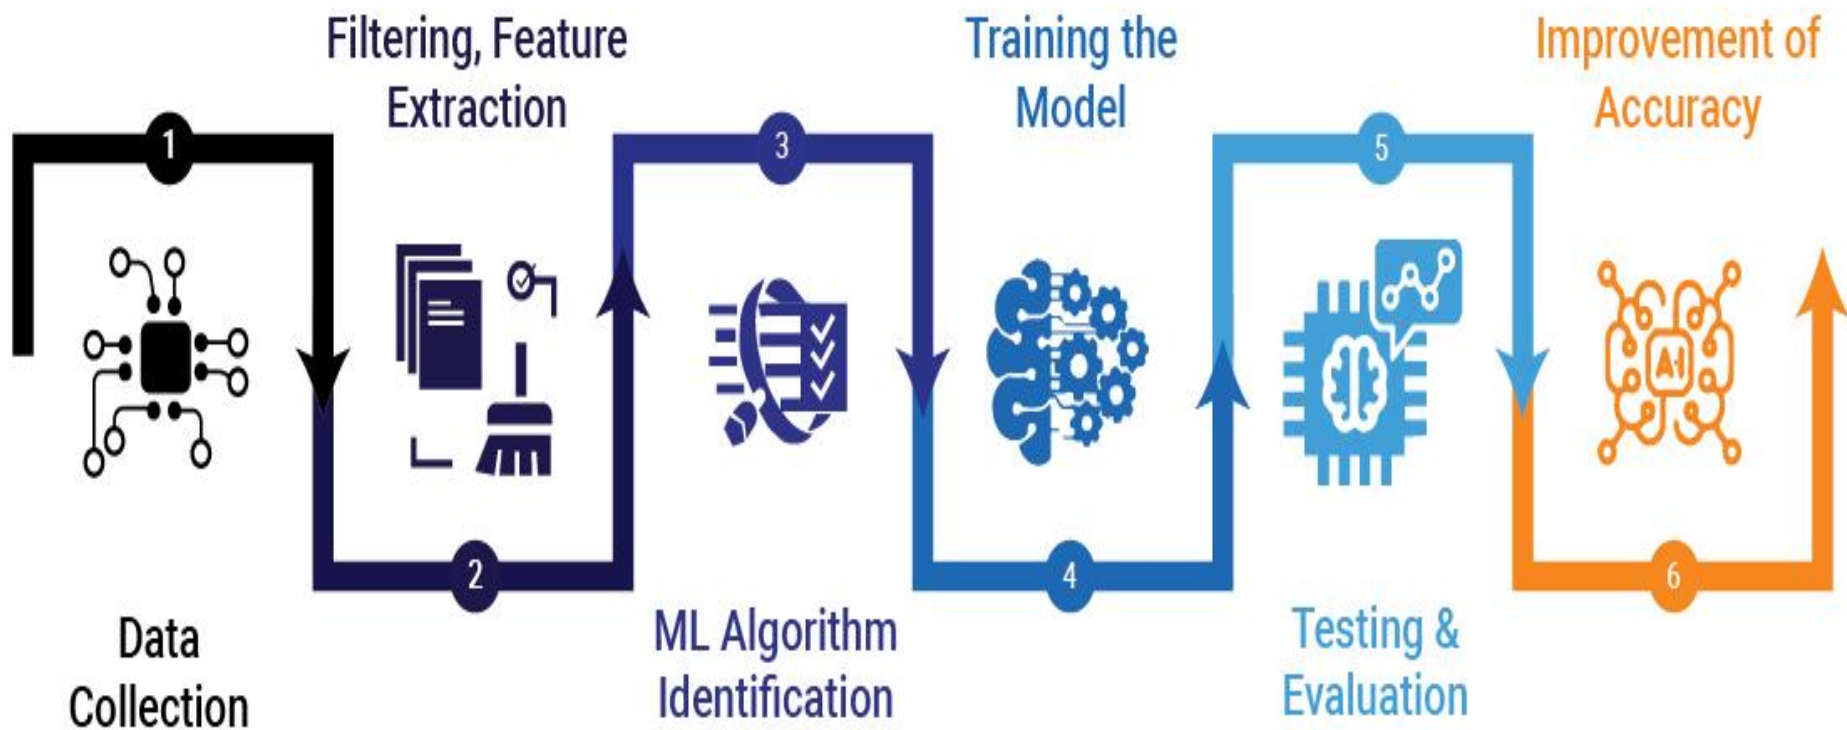 1
Data
Collection
Filtering, Feature
Extraction
2
3
ML Algorithm
Identification
Training the
Model
4
5
Testing &
Evaluation
Improvement of
Accuracy
A·I
6